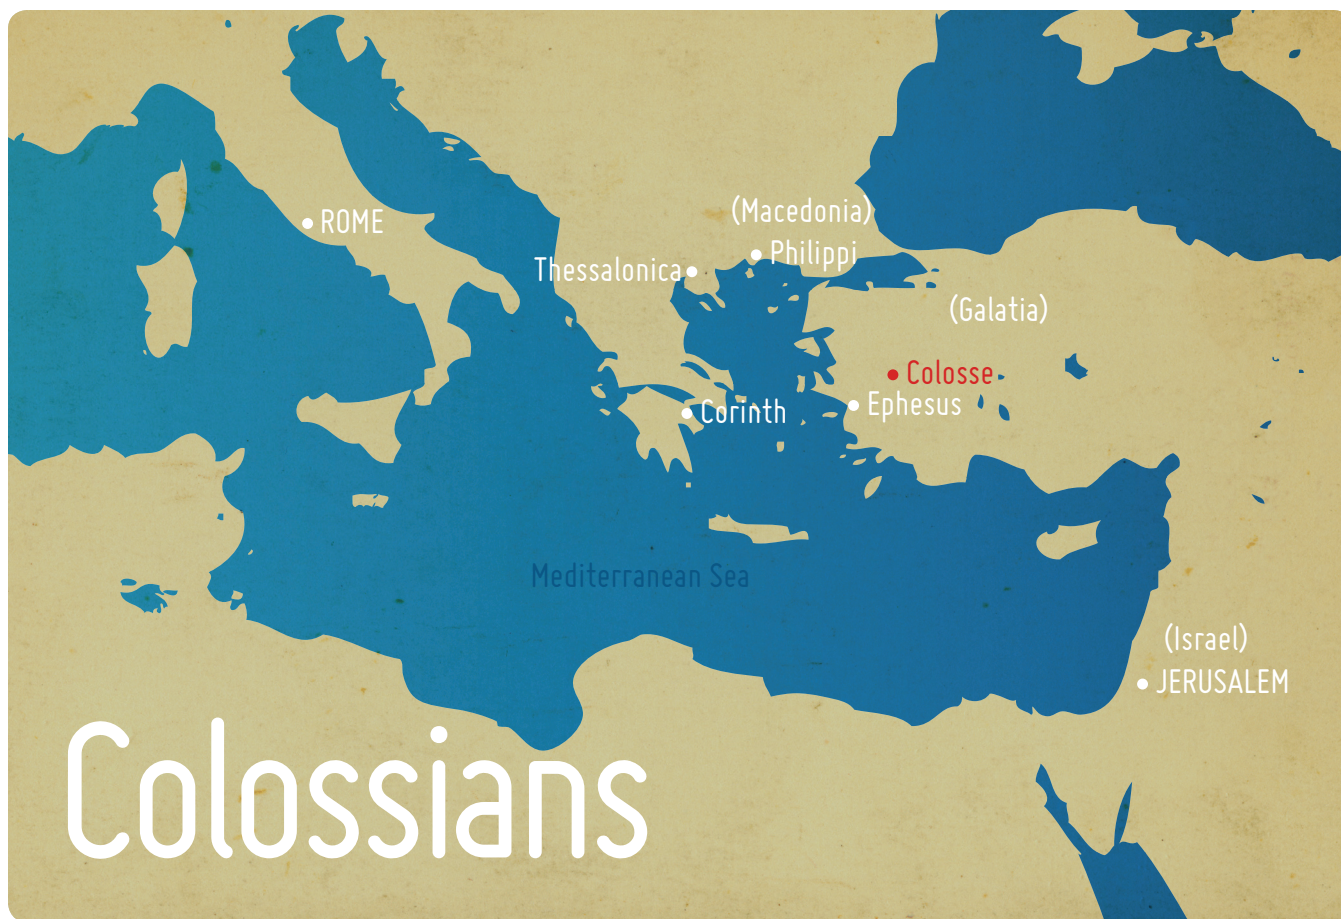 (Macedonia)
ROME
Philippi
Thessalonica
(Galatia)
Colosse
Ephesus
Corinth
Mediterranean Sea
(Israel)
JERUSALEM
Colossians